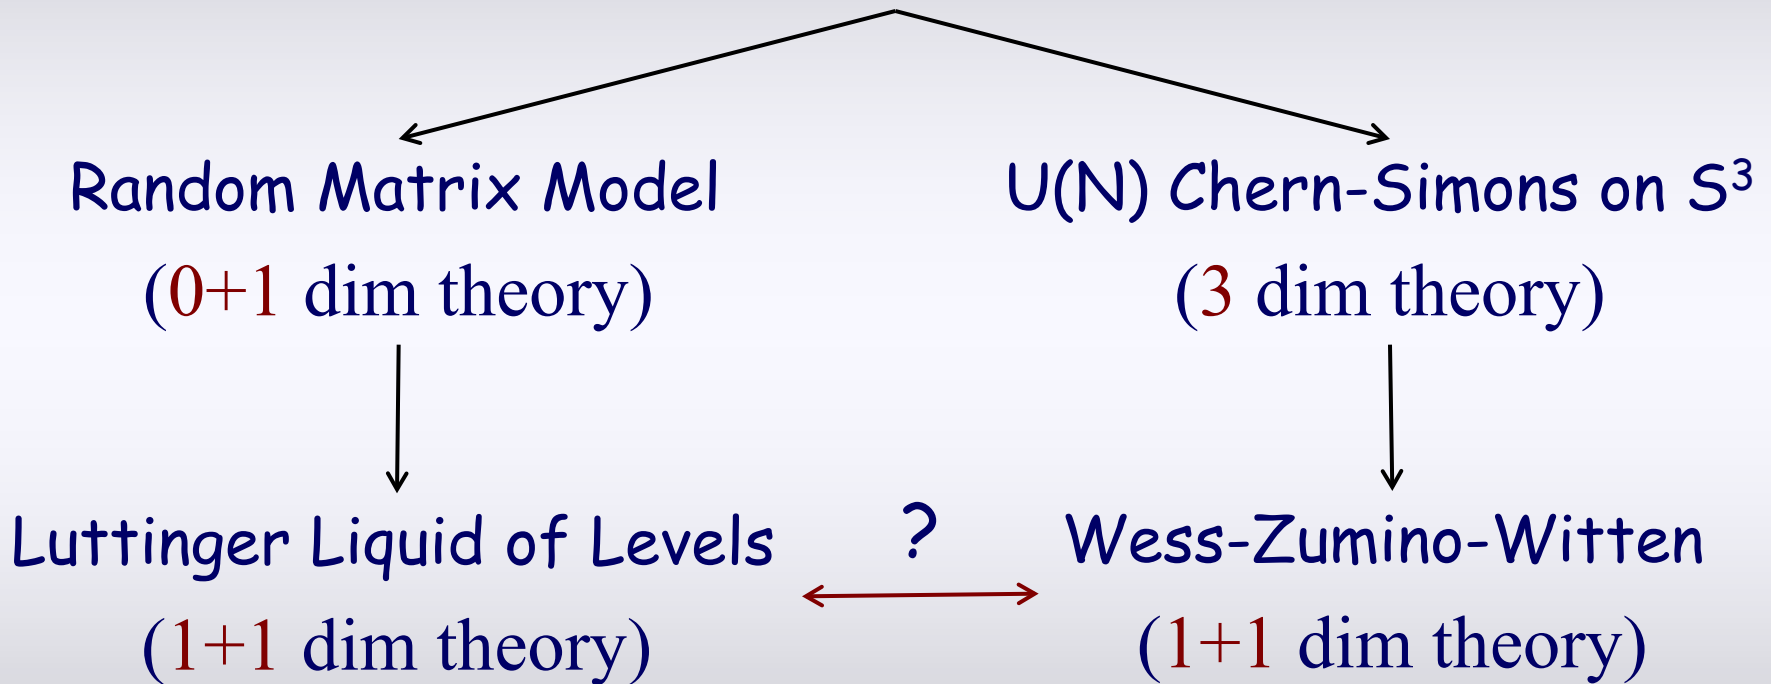 Random Matrix Model
(0+1 dim theory)
U(N) Chern-Simons on S³
(3 dim theory)
Luttinger Liquid of Levels
(1+1 dim theory)
?
Wess-Zumino-Witten
(1+1 dim theory)